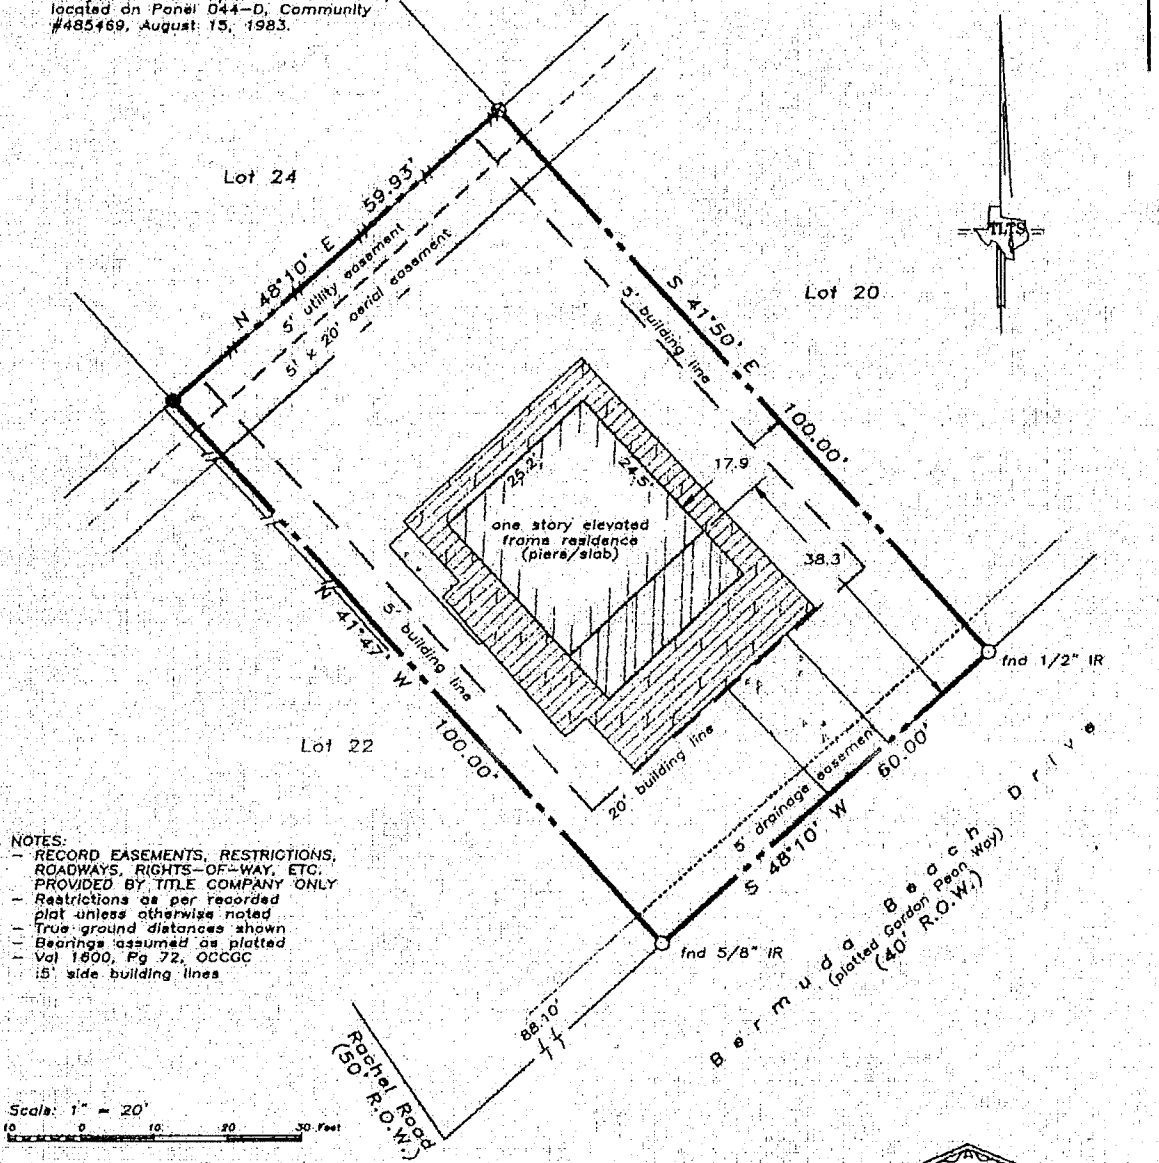 located on Panel 044-D, Community
#485469, August 15, 1983.
Lot 24
59.93'
N 48°10' E
5' utility easement
5' x 20' aerial easement
TLTS
Lot 20
S 41°50' E
100.00'
5' building line
17.9
38.3
25.2'
24.5'
one story elevated
frame residence
(piers/slab)
N 41°47' W
100.00'
5' building line
Lot 22
20' building line
5' drainage easement
S 48°10' W
60.00'
fnd 1/2" IR
fnd 5/8" IR
Bermuda Beach Drive
(platted Gordon Pean Way)
(40' R.O.W.)
88.10'
Rachel Road
(50' R.O.W.)
NOTES:
- RECORD EASEMENTS, RESTRICTIONS,
ROADWAYS, RIGHTS-OF-WAY, ETC.
PROVIDED BY TITLE COMPANY ONLY
- Restrictions as per recorded
plat unless otherwise noted
- True ground distances shown
- Bearings assumed as platted
- Vol 1600, Pg 72, OCCGC
5' side building lines
Scale: 1" = 20'
10 0 10 20 30 Feet